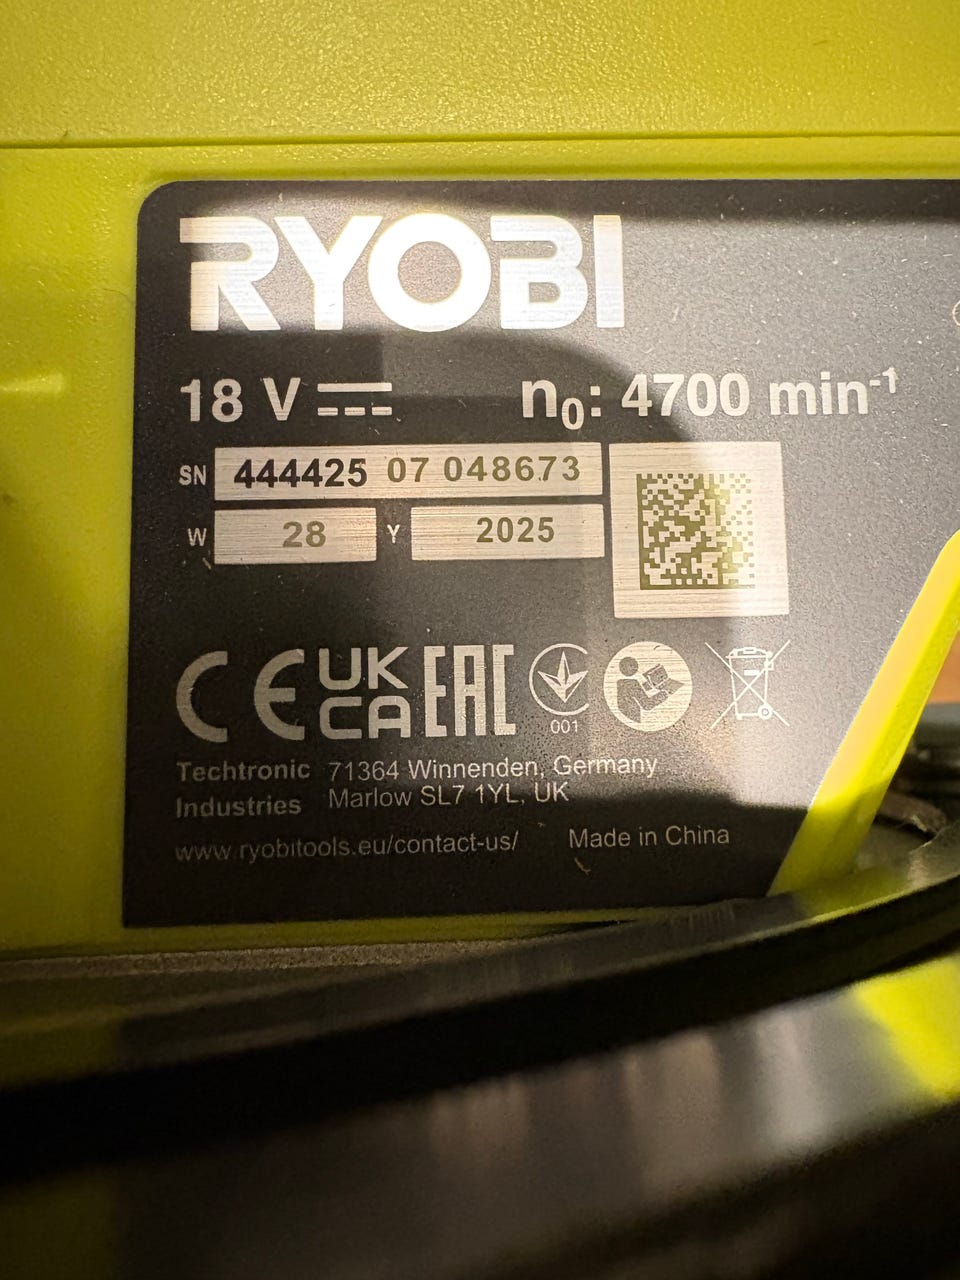 RYOBI
18 V n₀: 4700 min⁻¹
SN 444425 07 048673
W 28 Y 2025
CE UK CA EAC 001
Techtronic Industries 71364 Winnenden, Germany
Marlow SL7 1YL, UK
www.ryobitools.eu/contact-us/ Made in China